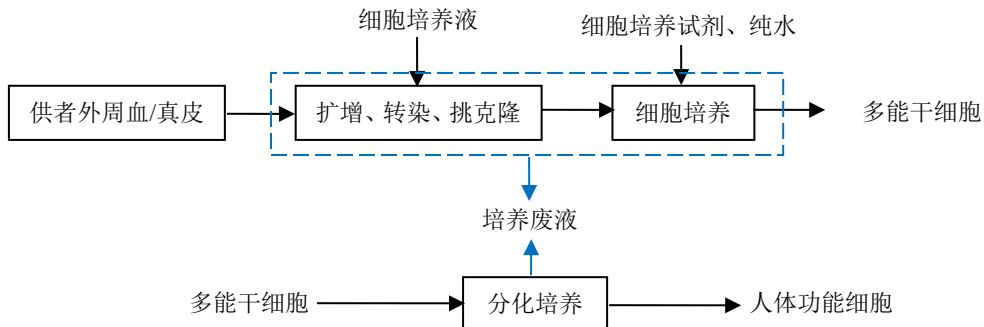 细胞培养液
细胞培养试剂、纯水
供者外周血/真皮
扩增、转染、挑克隆
细胞培养
多能干细胞
培养废液
多能干细胞
分化培养
人体功能细胞